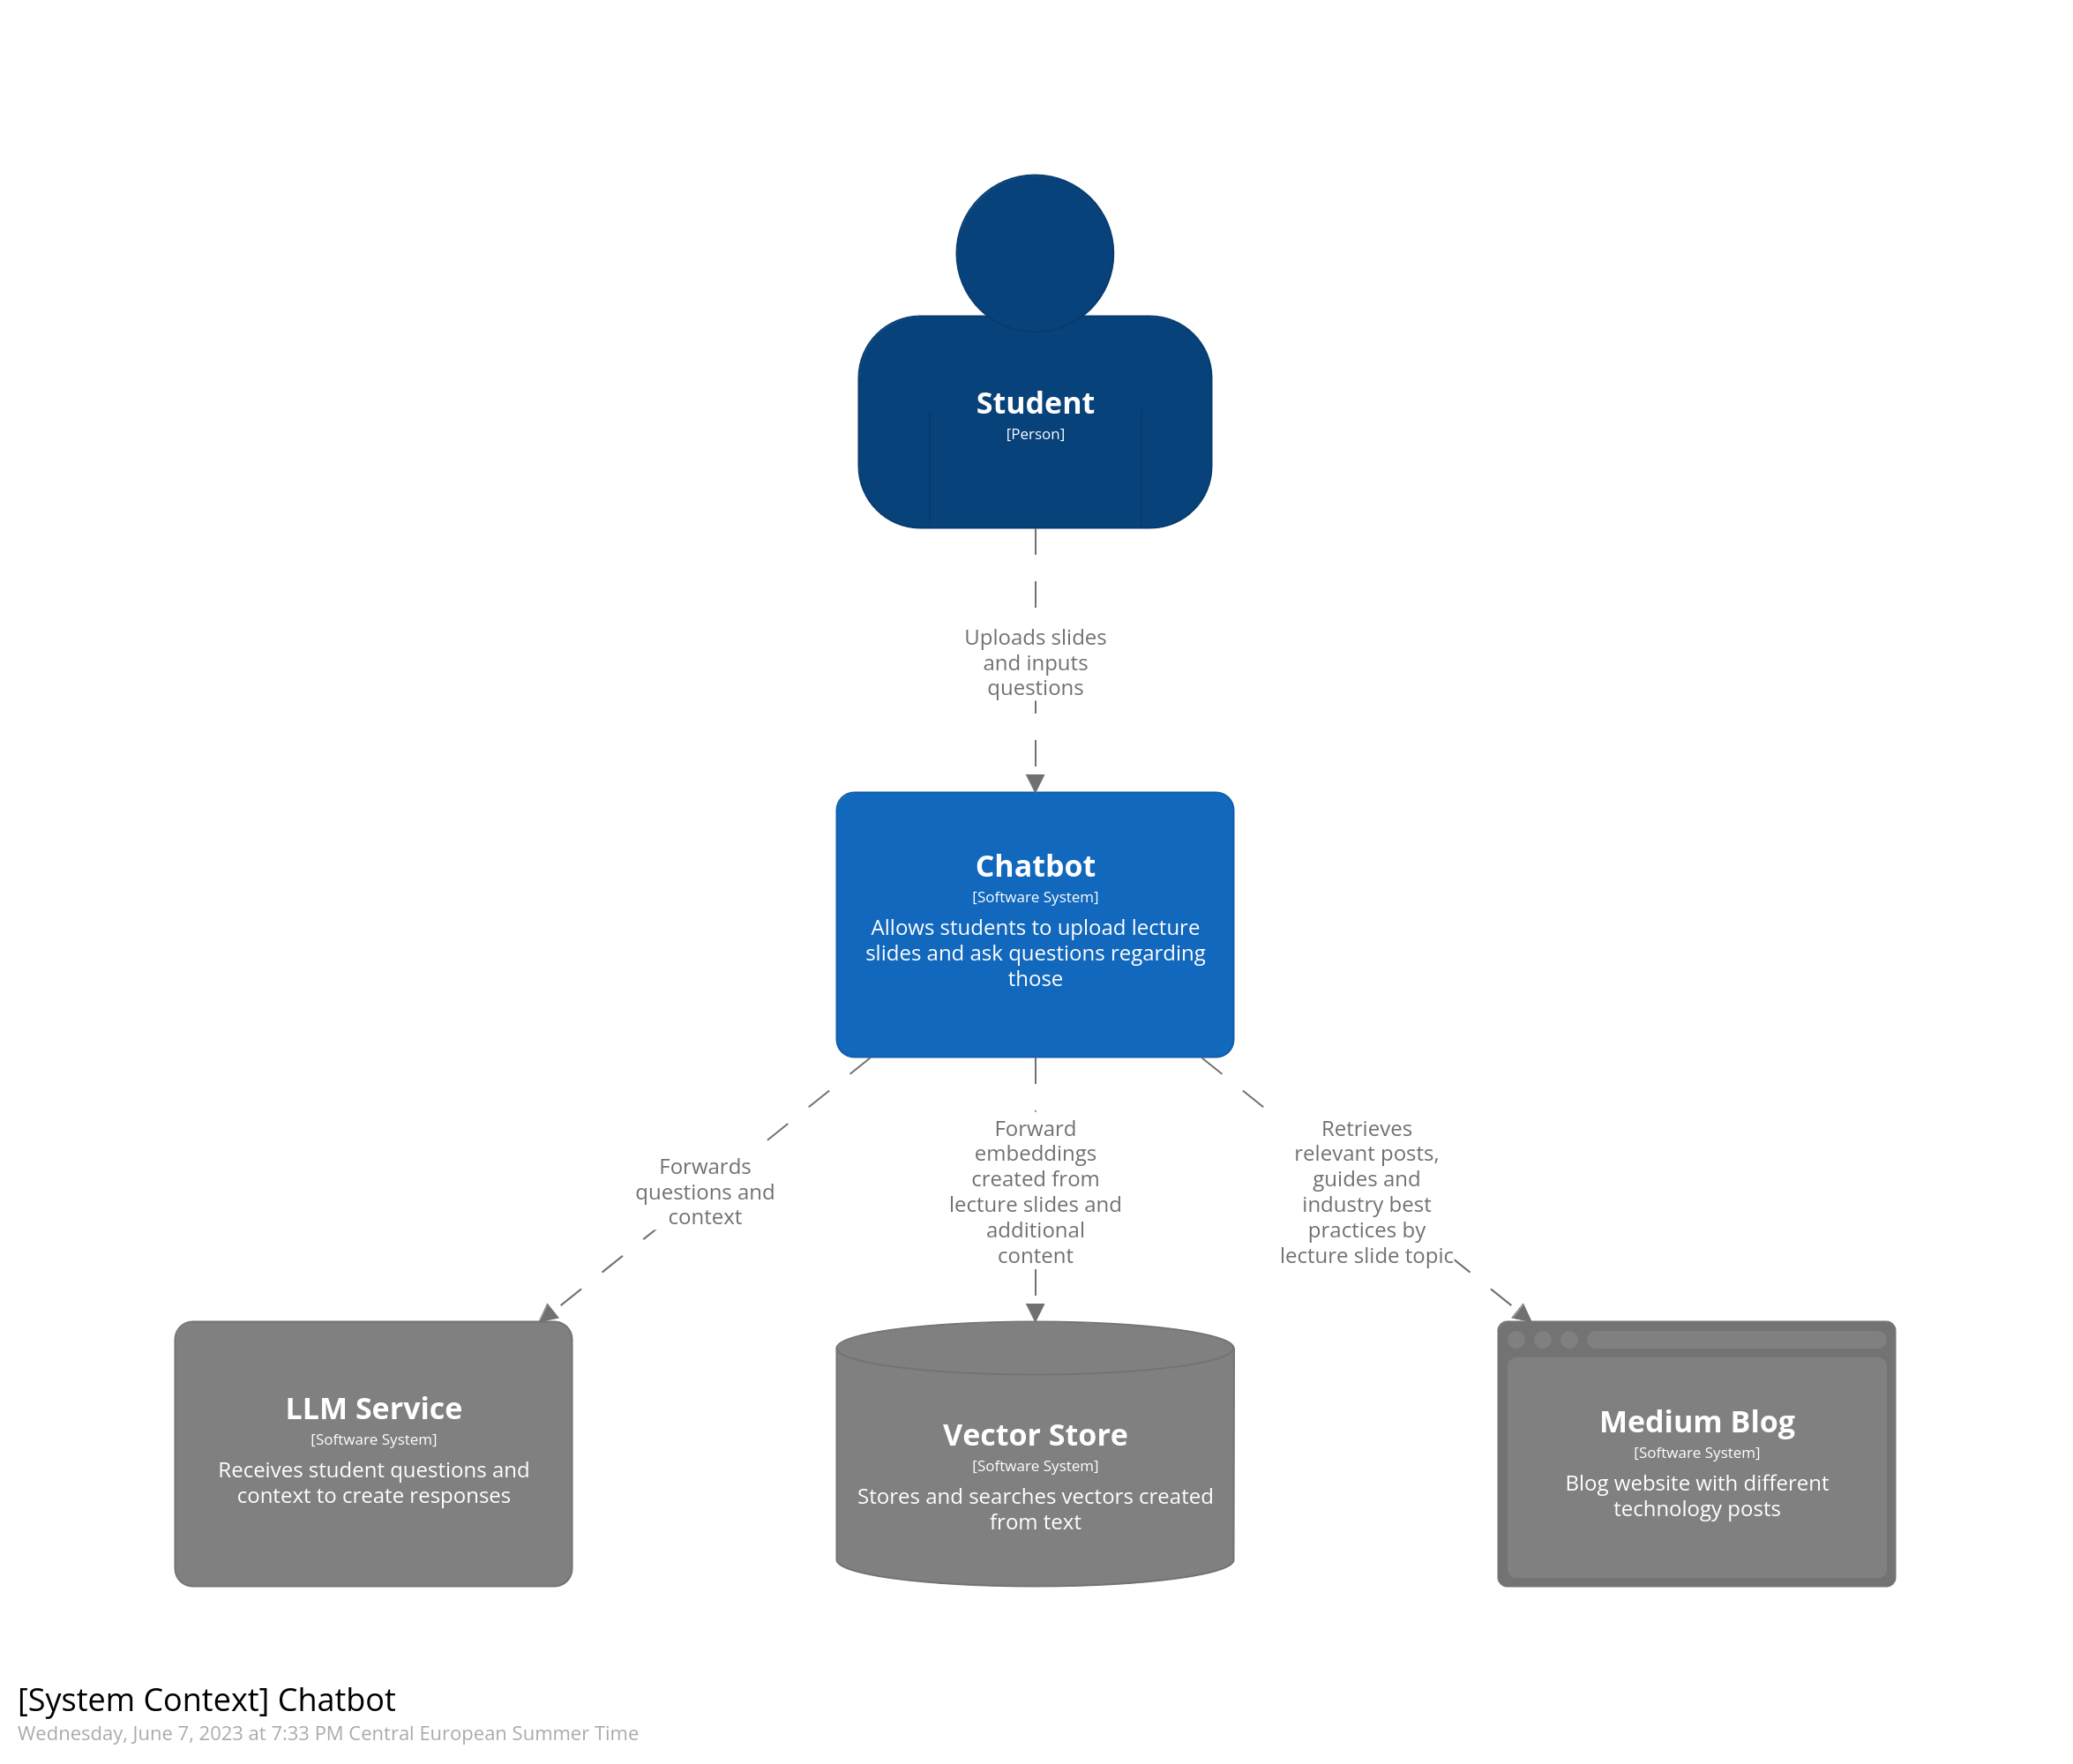 Student
[Person]
Uploads slides
and inputs
questions
Chatbot
[Software System]
Allows students to upload lecture
slides and ask questions regarding
those
Forwards
questions and
context
Forward
embeddings
created from
lecture slides and
additional
content
Retrieves
relevant posts,
guides and
industry best
practices by
lecture slide topic
LLM Service
[Software System]
Receives student questions and
context to create responses
Vector Store
[Software System]
Stores and searches vectors created
from text
Medium Blog
[Software System]
Blog website with different
technology posts
[System Context] Chatbot
Wednesday, June 7, 2023 at 7:33 PM Central European Summer Time